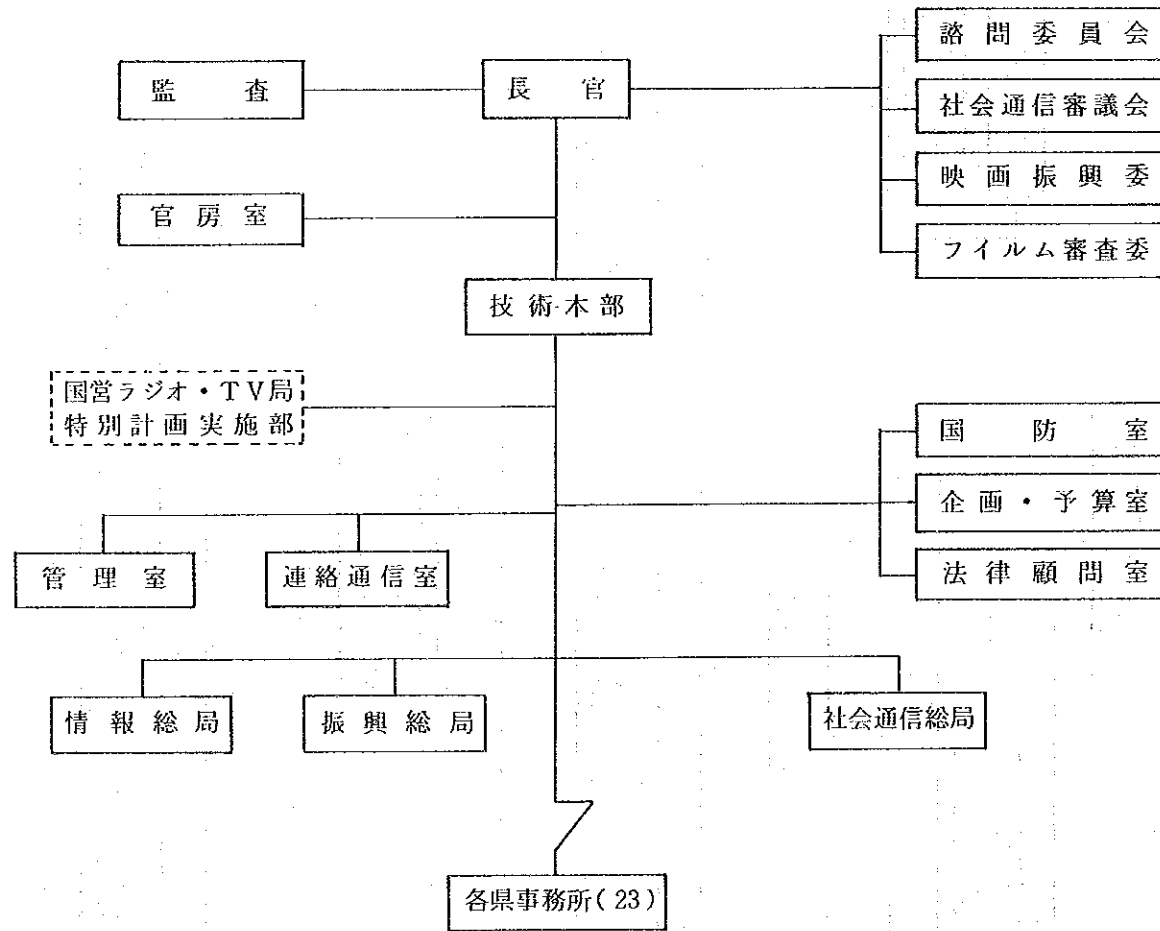 諮問委員会
監査
長官
社会通信審議会
映画振興委
官房室
フイルム審査委
技術本部
国営ラジオ・TV局
特別計画実施部
国防室
企画・予算室
管理室
連絡通信室
法律顧問室
情報総局
振興総局
社会通信総局
各県事務所(23)